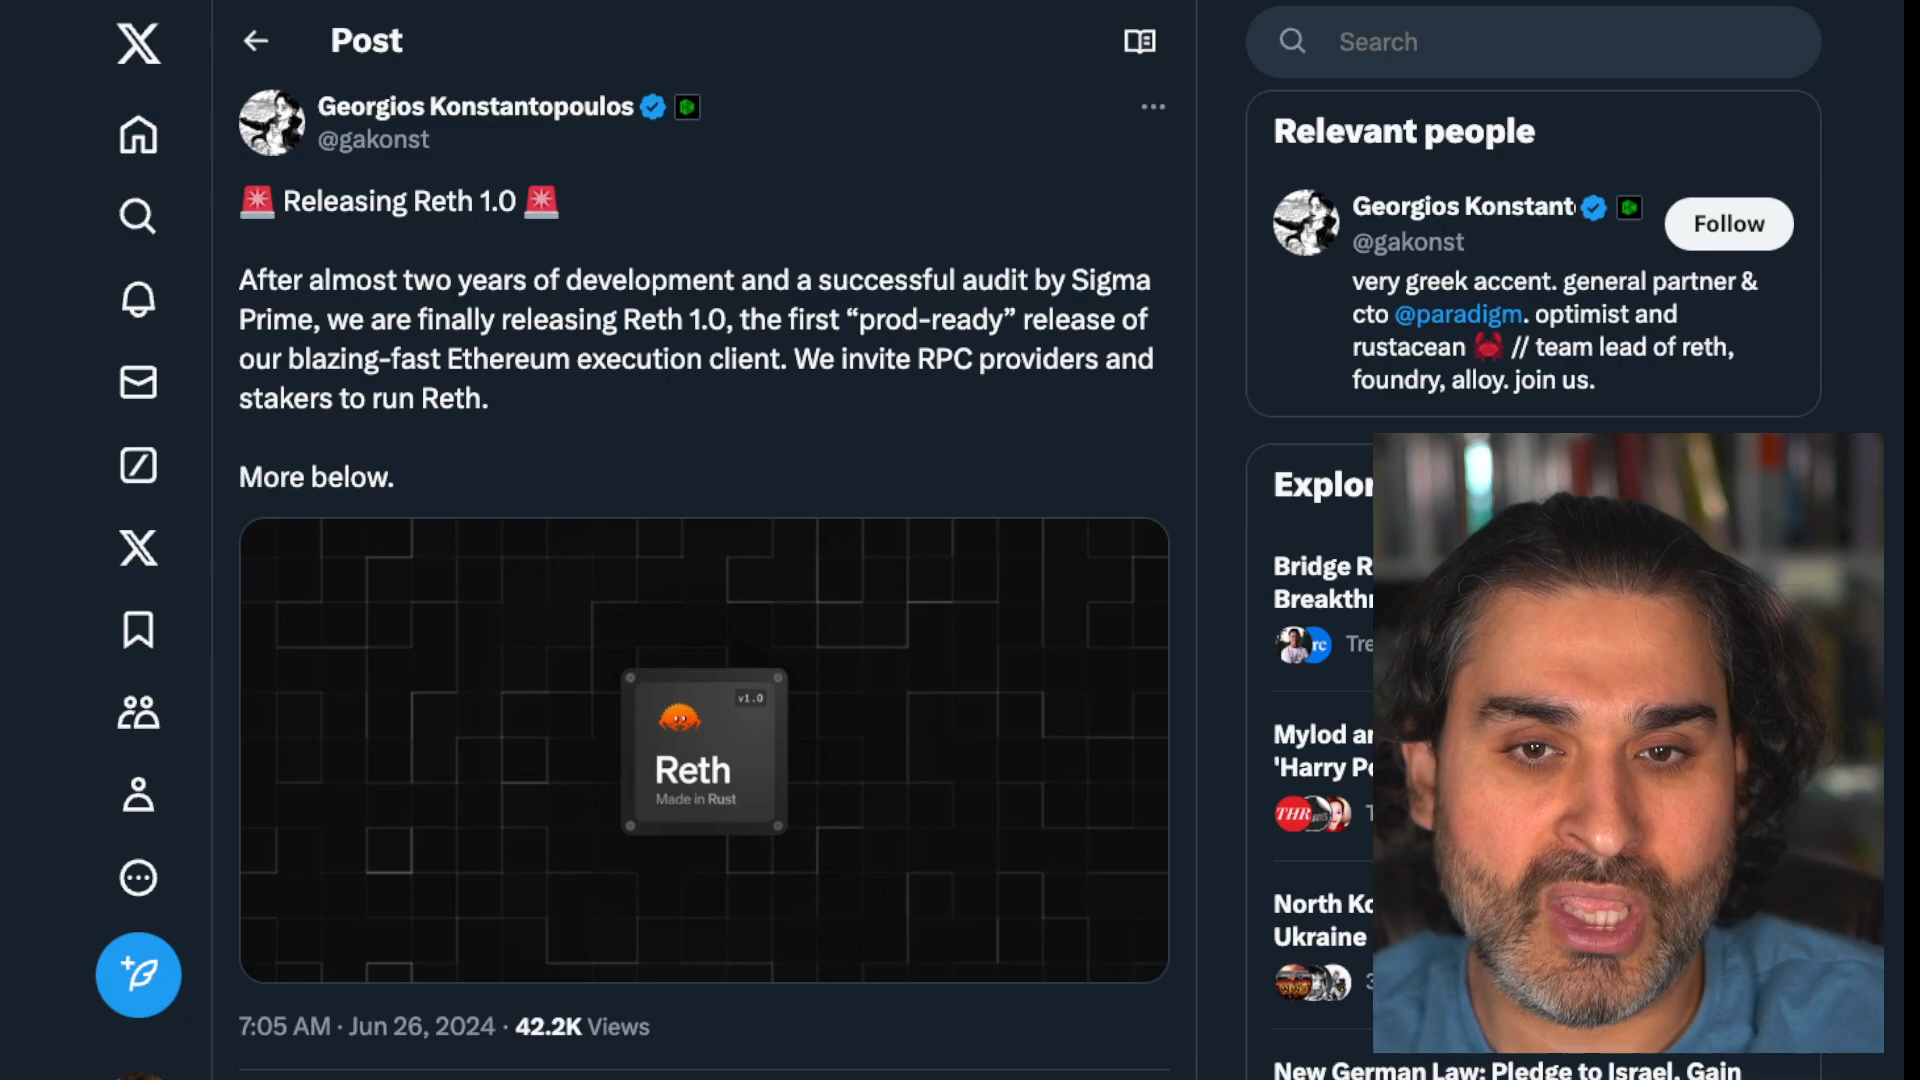 Post
Georgios Konstantopoulos
@gakonst
🚨 Releasing Reth 1.0 🚨
After almost two years of development and a successful audit by Sigma
Prime, we are finally releasing Reth 1.0, the first “prod-ready” release of
our blazing-fast Ethereum execution client. We invite RPC providers and
stakers to run Reth.
More below.
v1.0
Reth
Made in Rust
7:05 AM · Jun 26, 2024 · 42.2K Views
Search
Relevant people
Georgios Konstant
@gakonst
Follow
very greek accent. general partner &
cto @paradigm. optimist and
rustacean 🦀 // team lead of reth,
foundry, alloy. join us.
Explor
Bridge R
Breakthr
rc
Tre
Mylod ar
'Harry Po
THR
North Ko
Ukraine
3
New German Law: Pledge to Israel, Gain